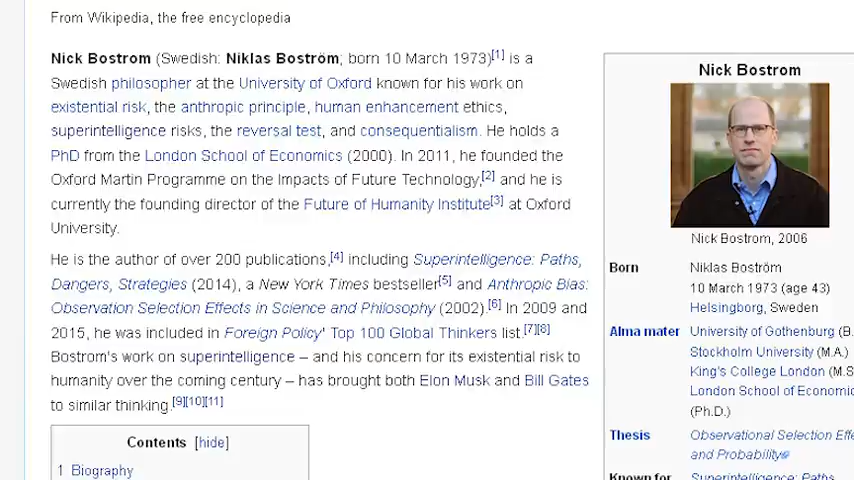 From Wikipedia, the free encyclopedia
Nick Bostrom (Swedish: Niklas Boström; born 10 March 1973)[1] is a
Swedish philosopher at the University of Oxford known for his work on
existential risk, the anthropic principle, human enhancement ethics,
superintelligence risks, the reversal test, and consequentialism. He holds a
PhD from the London School of Economics (2000). In 2011, he founded the
Oxford Martin Programme on the Impacts of Future Technology,[2] and he is
currently the founding director of the Future of Humanity Institute[3] at Oxford
University.
He is the author of over 200 publications,[4] including Superintelligence: Paths,
Dangers, Strategies (2014), a New York Times bestseller[5] and Anthropic Bias:
Observation Selection Effects in Science and Philosophy (2002).[6] In 2009 and
2015, he was included in Foreign Policy' Top 100 Global Thinkers list.[7][8]
Bostrom's work on superintelligence – and his concern for its existential risk to
humanity over the coming century – has brought both Elon Musk and Bill Gates
to similar thinking.[9][10][11]
Contents [hide]
1 Biography
Nick Bostrom
Nick Bostrom, 2006
Born Niklas Boström
10 March 1973 (age 43)
Helsingborg, Sweden
Alma mater University of Gothenburg (B.
Stockholm University (M.A.)
King's College London (M.S
London School of Economic
(Ph.D.)
Thesis Observational Selection Effe
and Probability
Known for Superintelligence: Paths